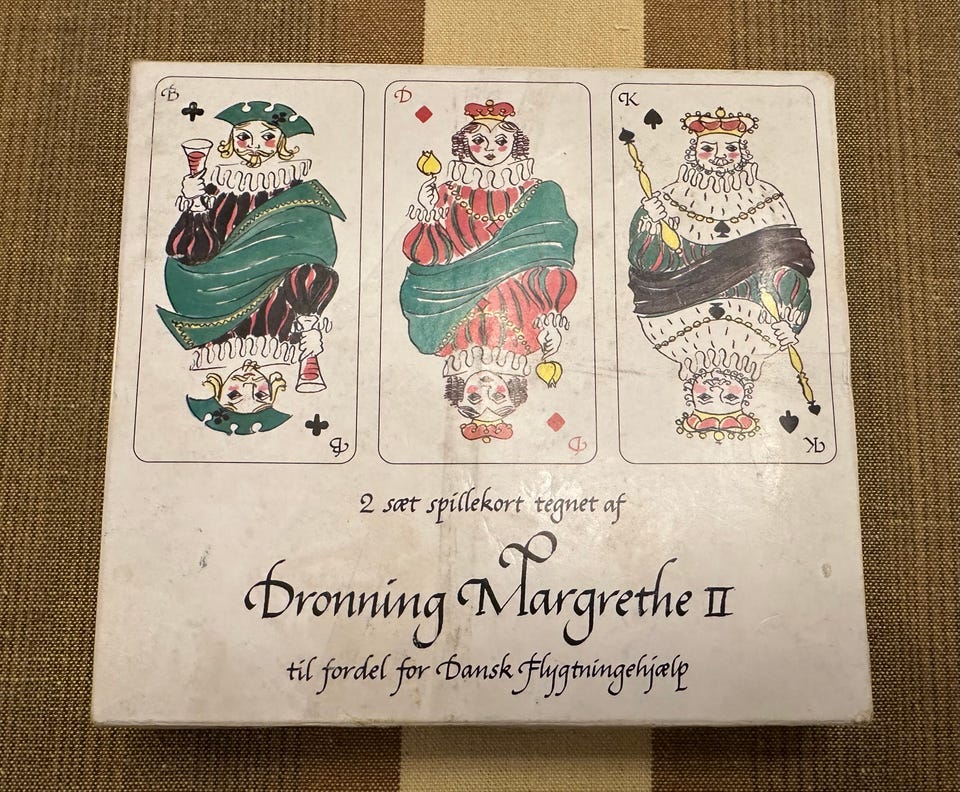 B D K
2 sæt spillekort tegnet af
Dronning Margrethe II
til fordel for Dansk Flygtningehjælp
B D K